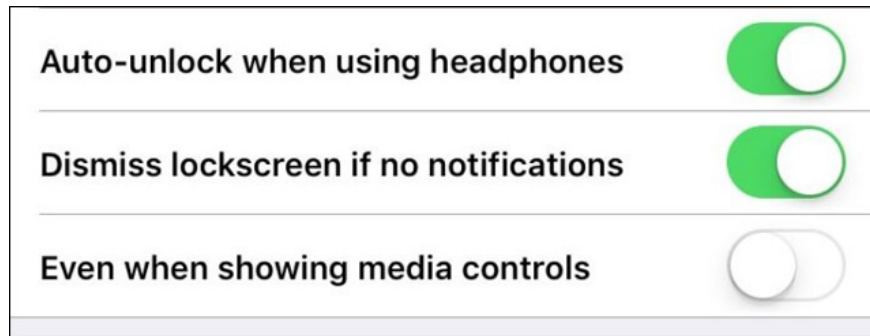 Auto-unlock when using headphones
Dismiss lockscreen if no notifications
Even when showing media controls